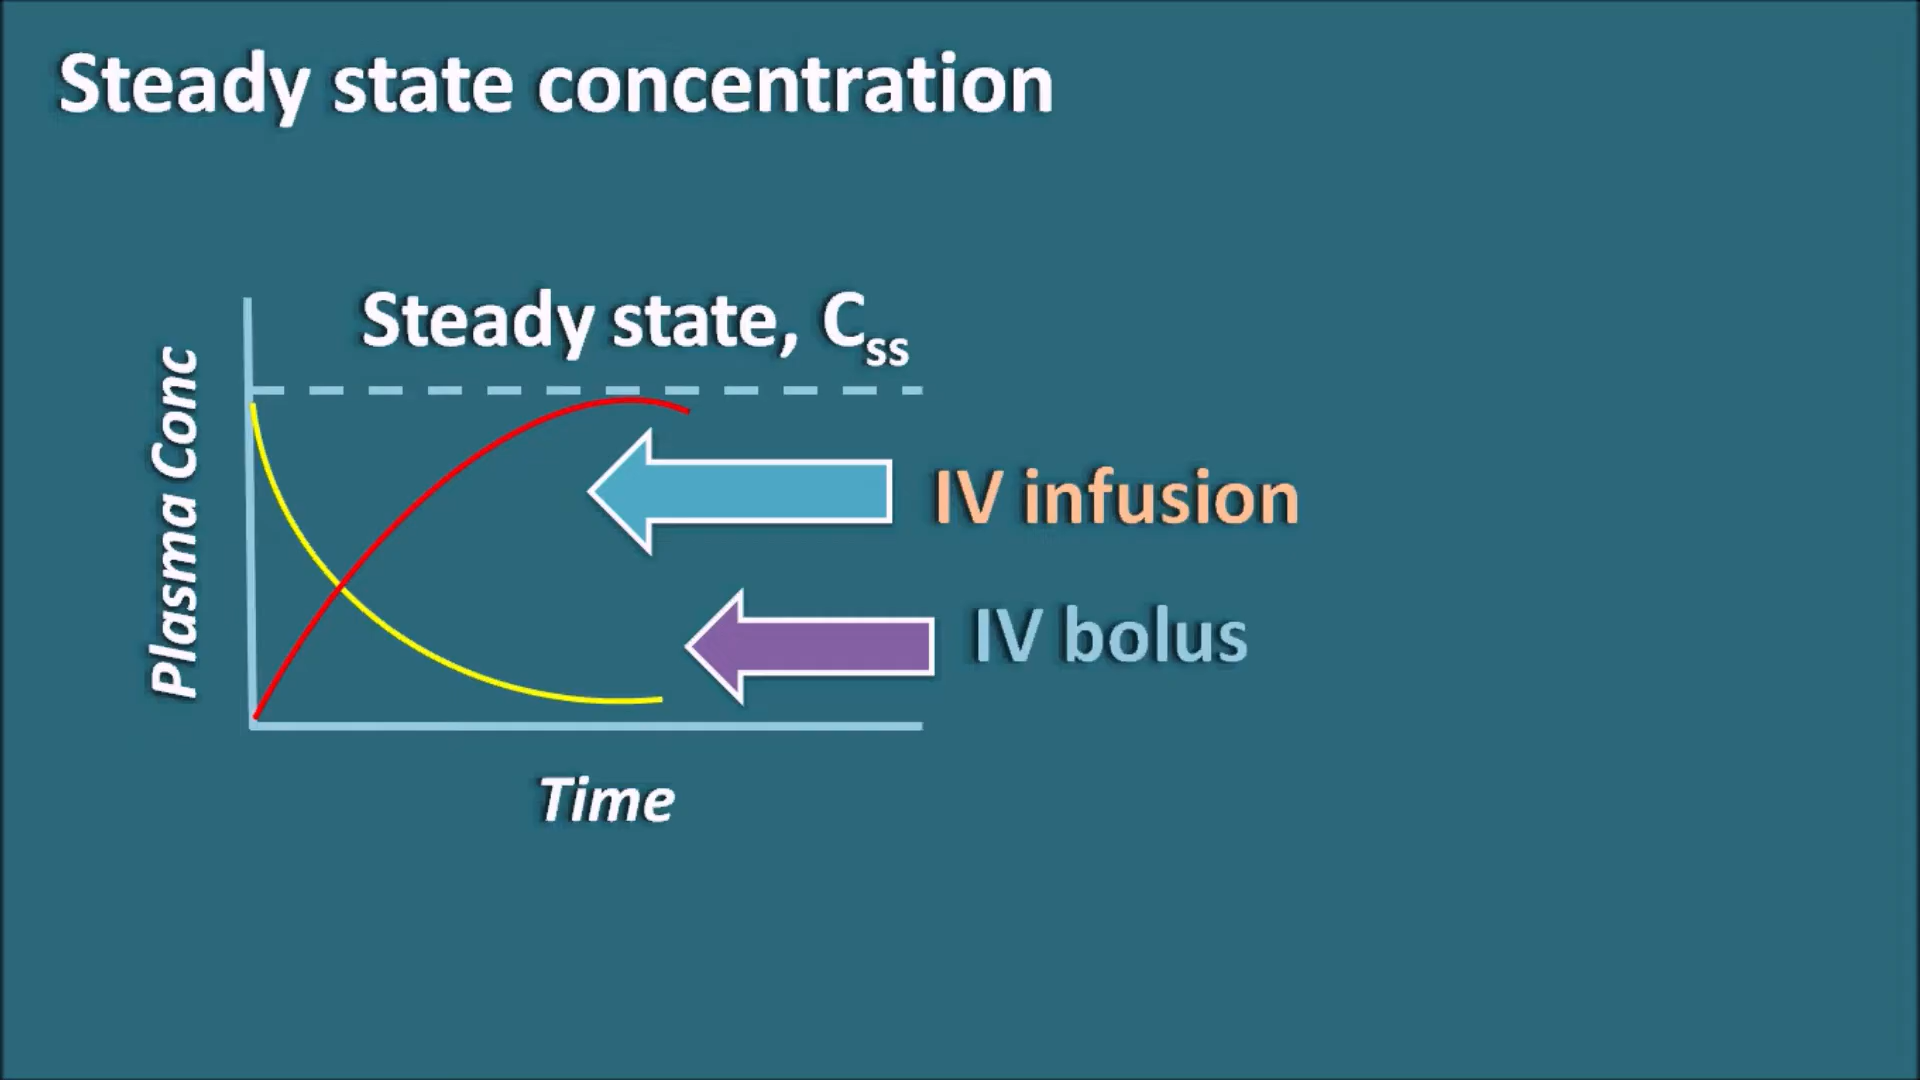 Steady state concentration
Steady state, Css
Plasma Conc
IV infusion
IV bolus
Time